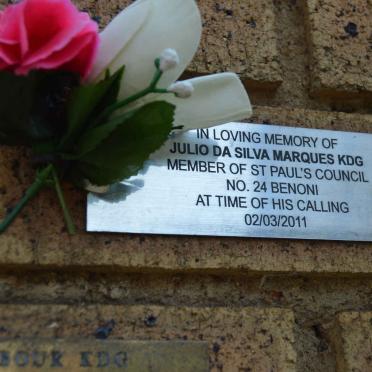 IN LOVING MEMORY OF
JULIO DA SILVA MARQUES KDG
MEMBER OF ST PAUL'S COUNCIL
NO. 24 BENONI
AT TIME OF HIS CALLING
02/03/2011
BOUR KDG